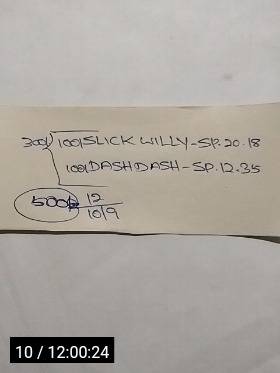 300/ 100/ SLICK WILLY - SP. 20.18
100/ DASH DASH - SP. 12.35
500/= 12
10/9
10 / 12:00:24